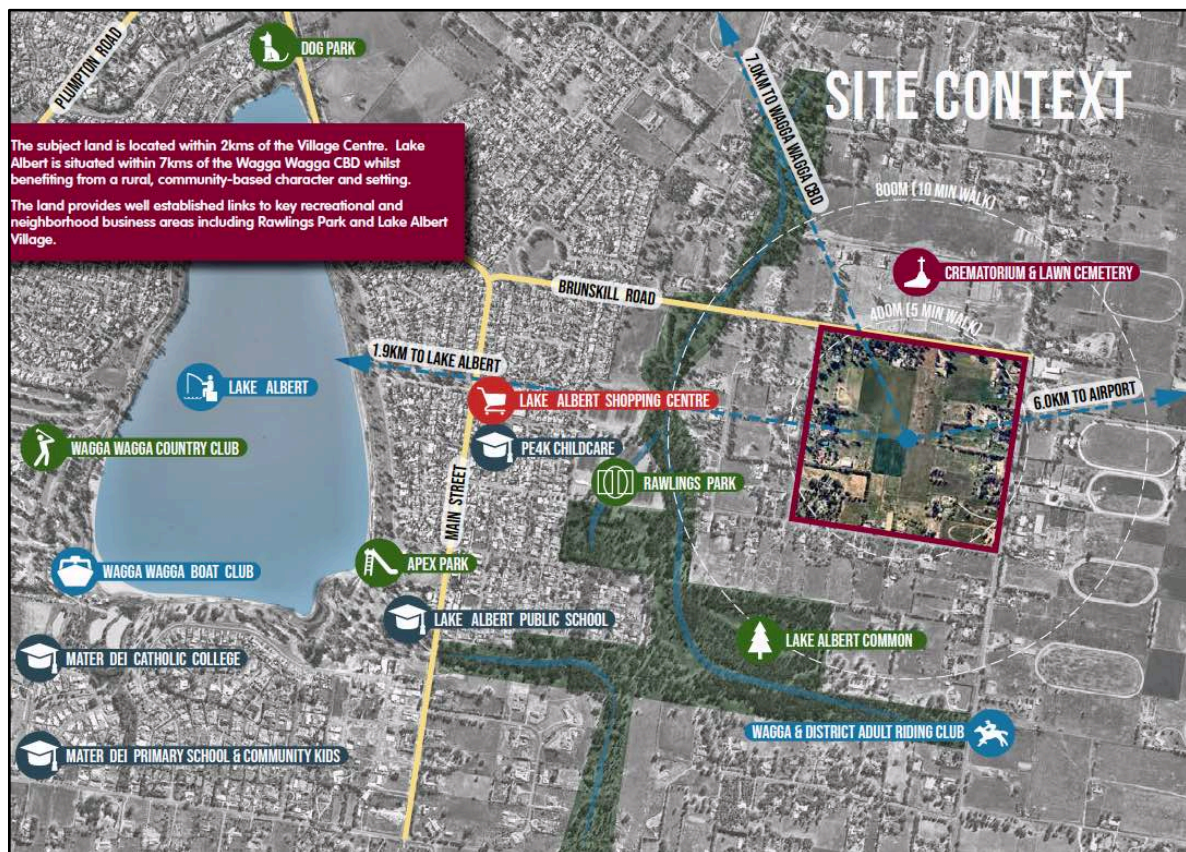 PLUMPTON ROAD
DOG PARK
7.0KM TO WAGGA WAGGA CBD
SITE CONTEXT
The subject land is located within 2kms of the Village Centre. Lake
Albert is situated within 7kms of the Wagga Wagga CBD whilst
benefiting from a rural, community-based character and setting.
The land provides well established links to key recreational and
neighborhood business areas including Rawlings Park and Lake Albert
Village.
800M (10 MIN WALK)
CREMATORIUM & LAWN CEMETERY
BRUNSKILL ROAD
400M (5 MIN WALK)
1.9KM TO LAKE ALBERT
LAKE ALBERT
LAKE ALBERT SHOPPING CENTRE
6.0KM TO AIRPORT
WAGGA WAGGA COUNTRY CLUB
PE4K CHILDCARE
RAWLINGS PARK
MAIN STREET
WAGGA WAGGA BOAT CLUB
APEX PARK
LAKE ALBERT PUBLIC SCHOOL
LAKE ALBERT COMMON
MATER DEI CATHOLIC COLLEGE
WAGGA & DISTRICT ADULT RIDING CLUB
MATER DEI PRIMARY SCHOOL & COMMUNITY KIDS